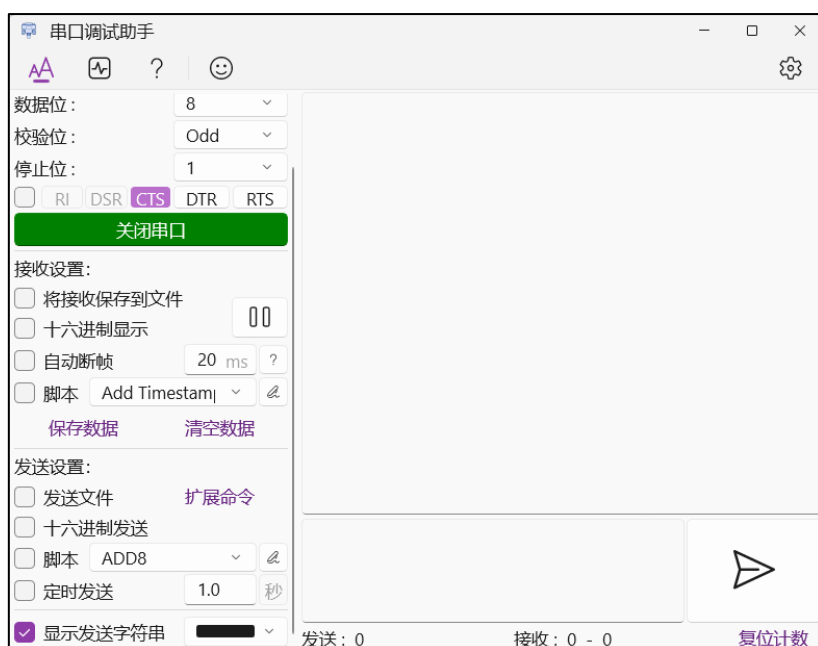 串口调试助手
数据位： 8
校验位： Odd
停止位： 1
RI DSR CTS DTR RTS
关闭串口
接收设置：
将接收保存到文件
十六进制显示
自动断帧 20 ms ?
脚本 Add Timestam
保存数据 清空数据
发送设置：
发送文件 扩展命令
十六进制发送
脚本 ADD8
定时发送 1.0 秒
显示发送字符串
发送：0 接收：0 - 0 复位计数